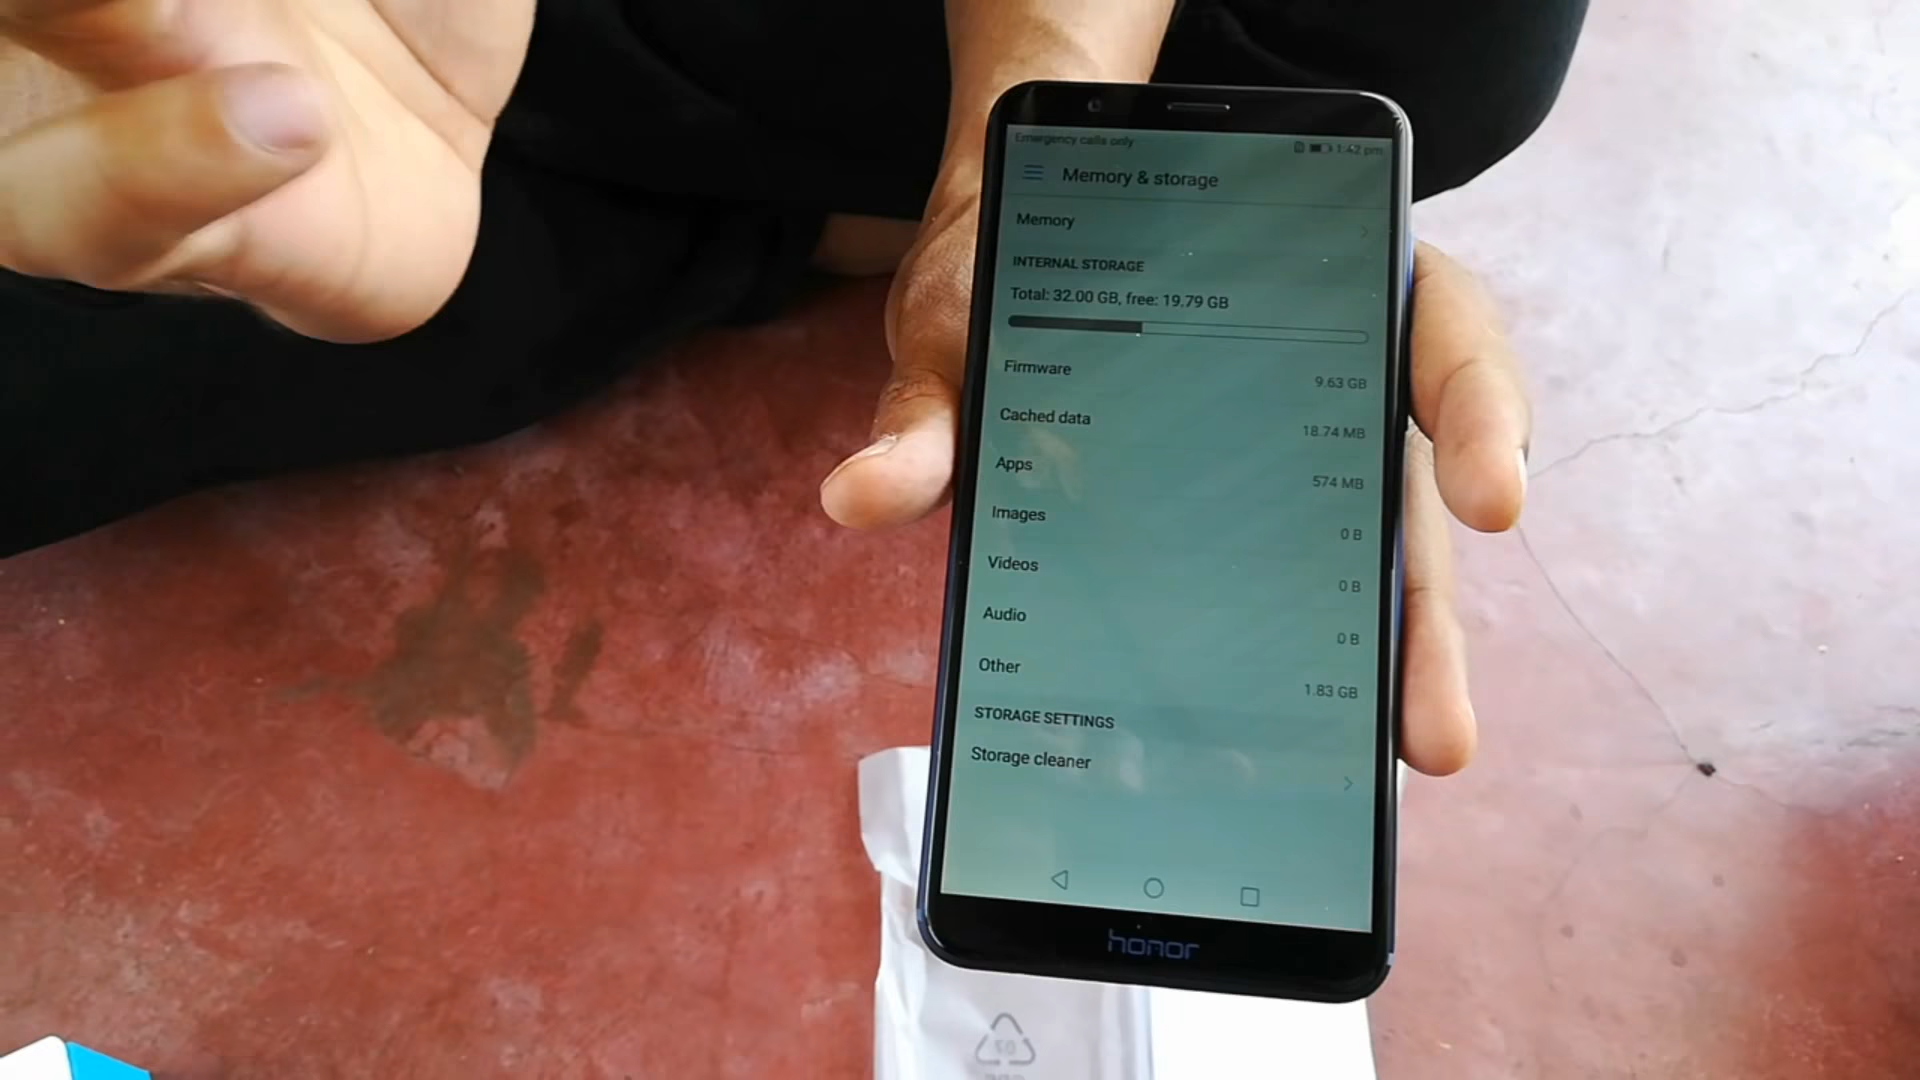 Emergency calls only 1:42 pm
Memory & storage
Memory
INTERNAL STORAGE
Total: 32.00 GB, free: 19.79 GB
Firmware 9.63 GB
Cached data 18.74 MB
Apps 574 MB
Images 0 B
Videos 0 B
Audio 0 B
Other 1.83 GB
STORAGE SETTINGS
Storage cleaner
honor
07